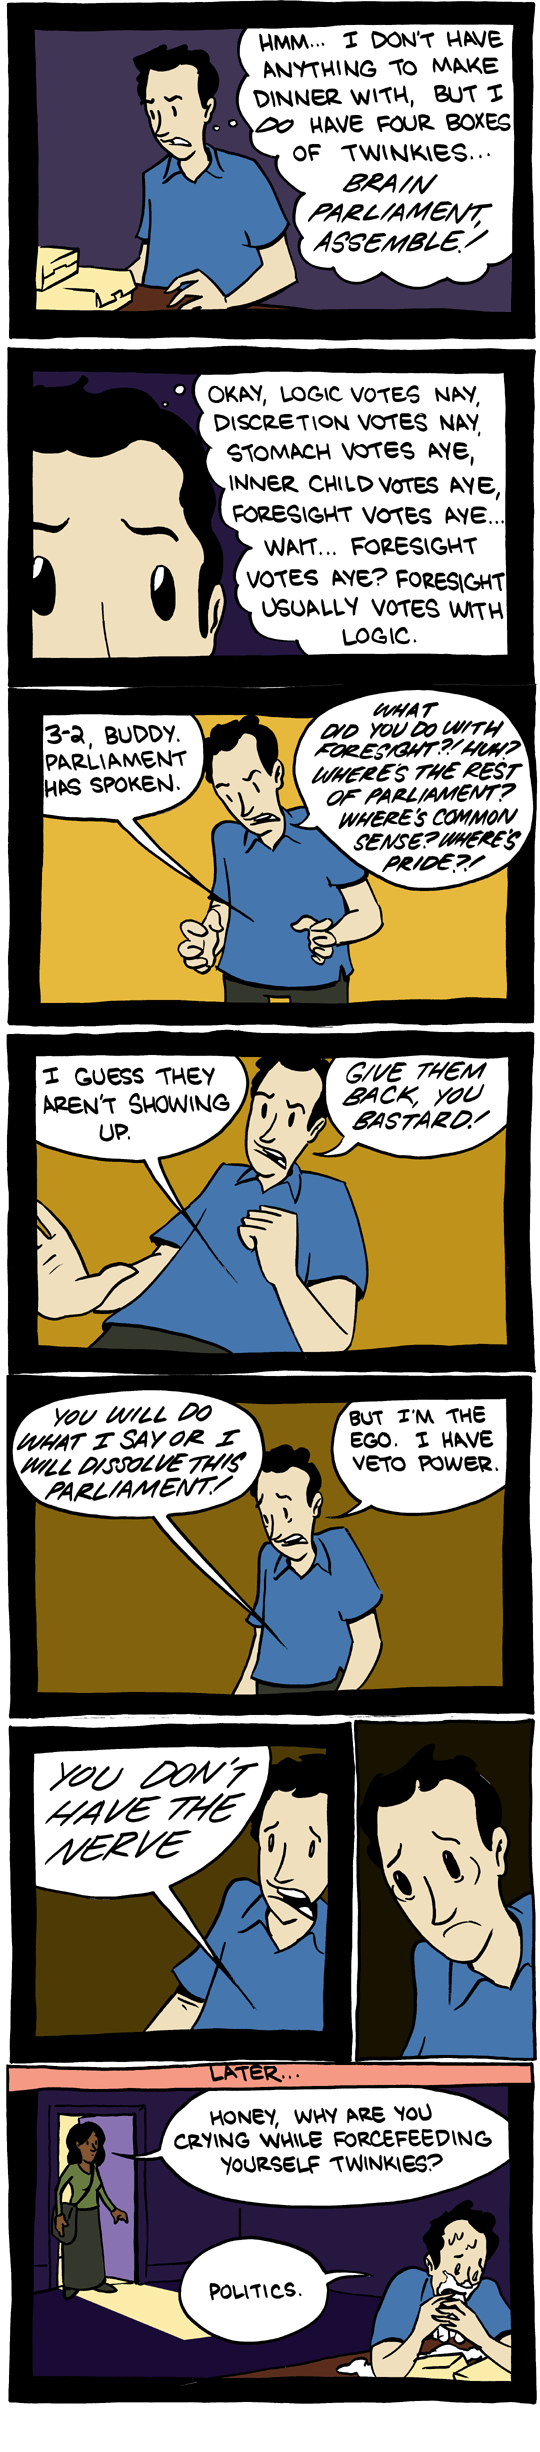 HMM... I DON'T HAVE
ANYTHING TO MAKE
DINNER WITH, BUT I
DO HAVE FOUR BOXES
OF TWINKIES...
BRAIN
PARLIAMENT,
ASSEMBLE!
OKAY, LOGIC VOTES NAY,
DISCRETION VOTES NAY,
STOMACH VOTES AYE,
INNER CHILD VOTES AYE,
FORESIGHT VOTES AYE...
WAIT... FORESIGHT
VOTES AYE? FORESIGHT
USUALLY VOTES WITH
LOGIC.
3-2, BUDDY.
PARLIAMENT
HAS SPOKEN.
WHAT
DID YOU DO WITH
FORESIGHT?! HUH?
WHERE'S THE REST
OF PARLIAMENT?
WHERE'S COMMON
SENSE? WHERE'S
PRIDE?!
I GUESS THEY
AREN'T SHOWING
UP.
GIVE THEM
BACK, YOU
BASTARD!
YOU WILL DO
WHAT I SAY OR I
WILL DISSOLVE THIS
PARLIAMENT!
BUT I'M THE
EGO. I HAVE
VETO POWER.
YOU DON'T
HAVE THE
NERVE
LATER...
HONEY, WHY ARE YOU
CRYING WHILE FORCEFEEDING
YOURSELF TWINKIES?
POLITICS.